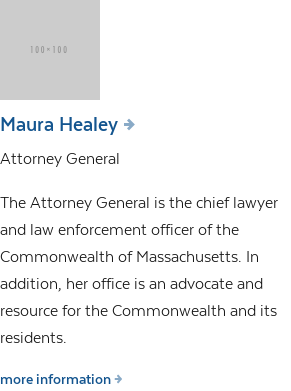 100×100
Maura Healey
Attorney General
The Attorney General is the chief lawyer
and law enforcement officer of the
Commonwealth of Massachusetts. In
addition, her office is an advocate and
resource for the Commonwealth and its
residents.
more information